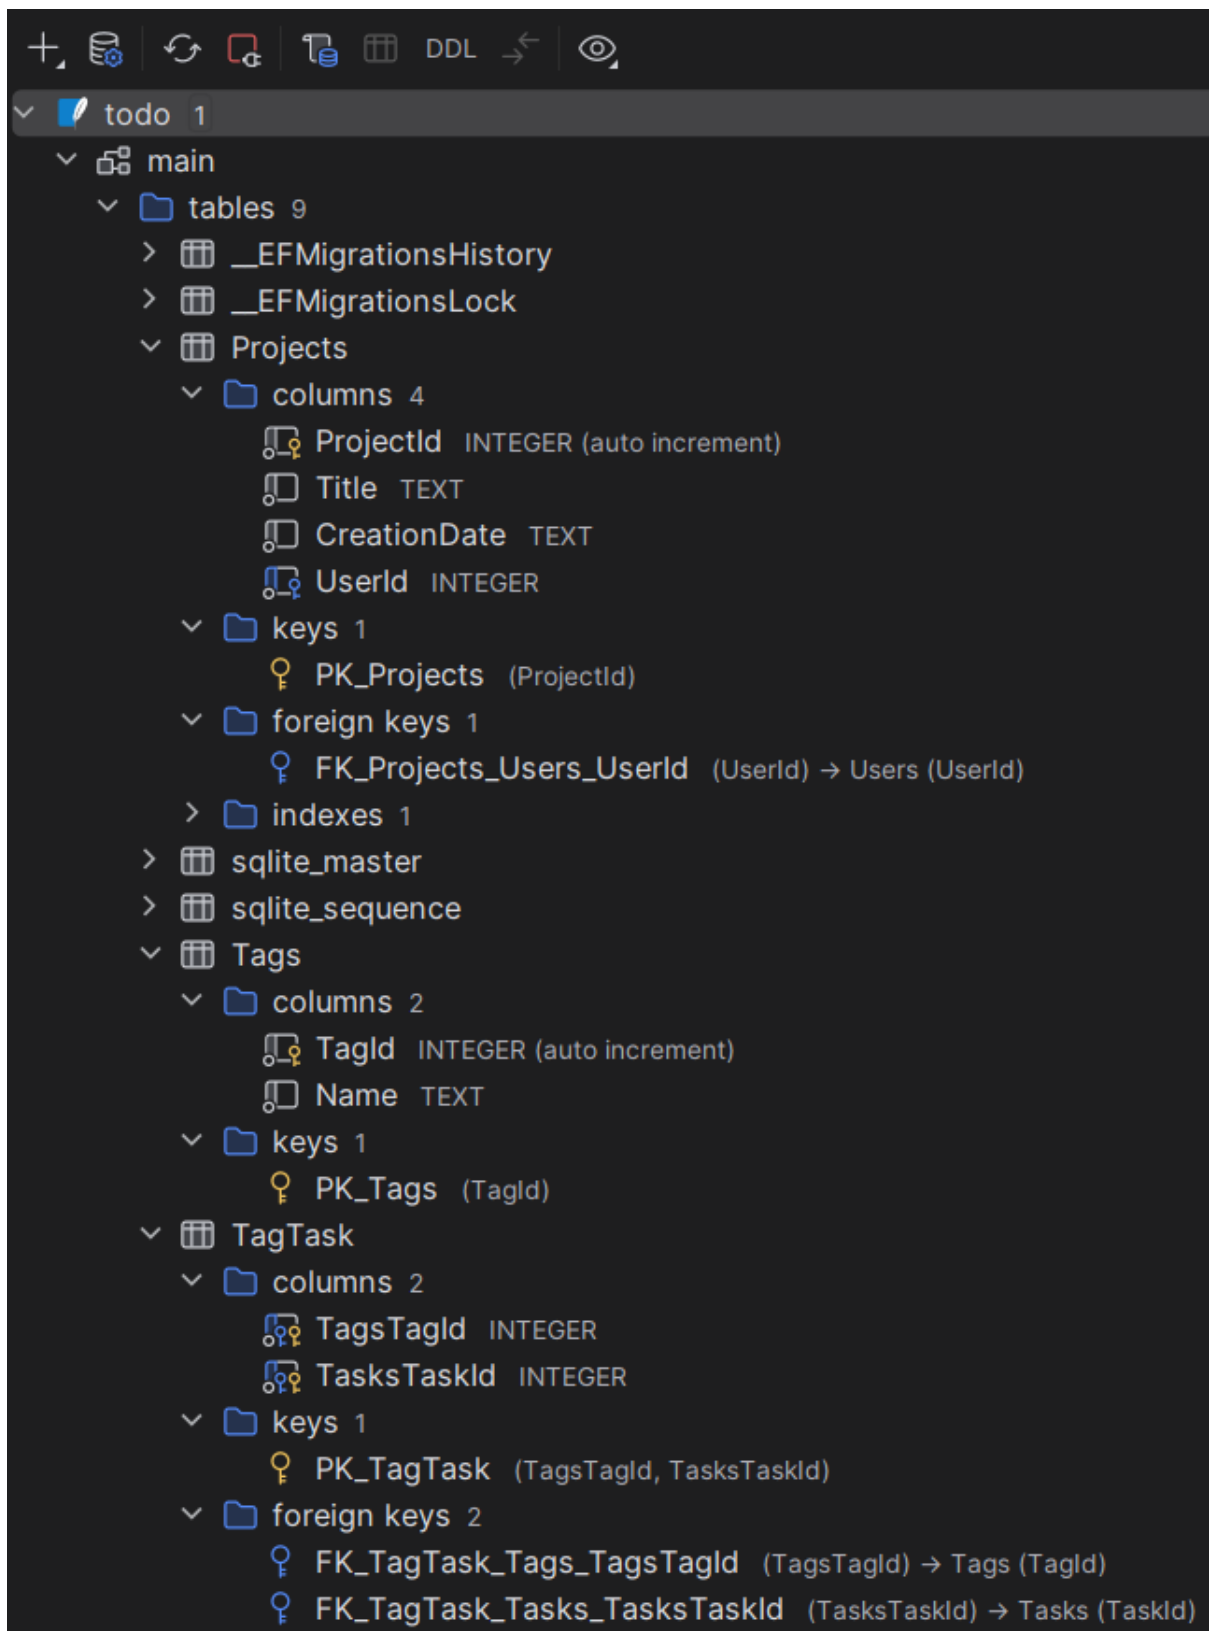 DDL
todo 1
main
tables 9
__EFMigrationsHistory
__EFMigrationsLock
Projects
columns 4
ProjectId INTEGER (auto increment)
Title TEXT
CreationDate TEXT
UserId INTEGER
keys 1
PK_Projects (ProjectId)
foreign keys 1
FK_Projects_Users_UserId (UserId) → Users (UserId)
indexes 1
sqlite_master
sqlite_sequence
Tags
columns 2
TagId INTEGER (auto increment)
Name TEXT
keys 1
PK_Tags (TagId)
TagTask
columns 2
TagsTagId INTEGER
TasksTaskId INTEGER
keys 1
PK_TagTask (TagsTagId, TasksTaskId)
foreign keys 2
FK_TagTask_Tags_TagsTagId (TagsTagId) → Tags (TagId)
FK_TagTask_Tasks_TasksTaskId (TasksTaskId) → Tasks (TaskId)